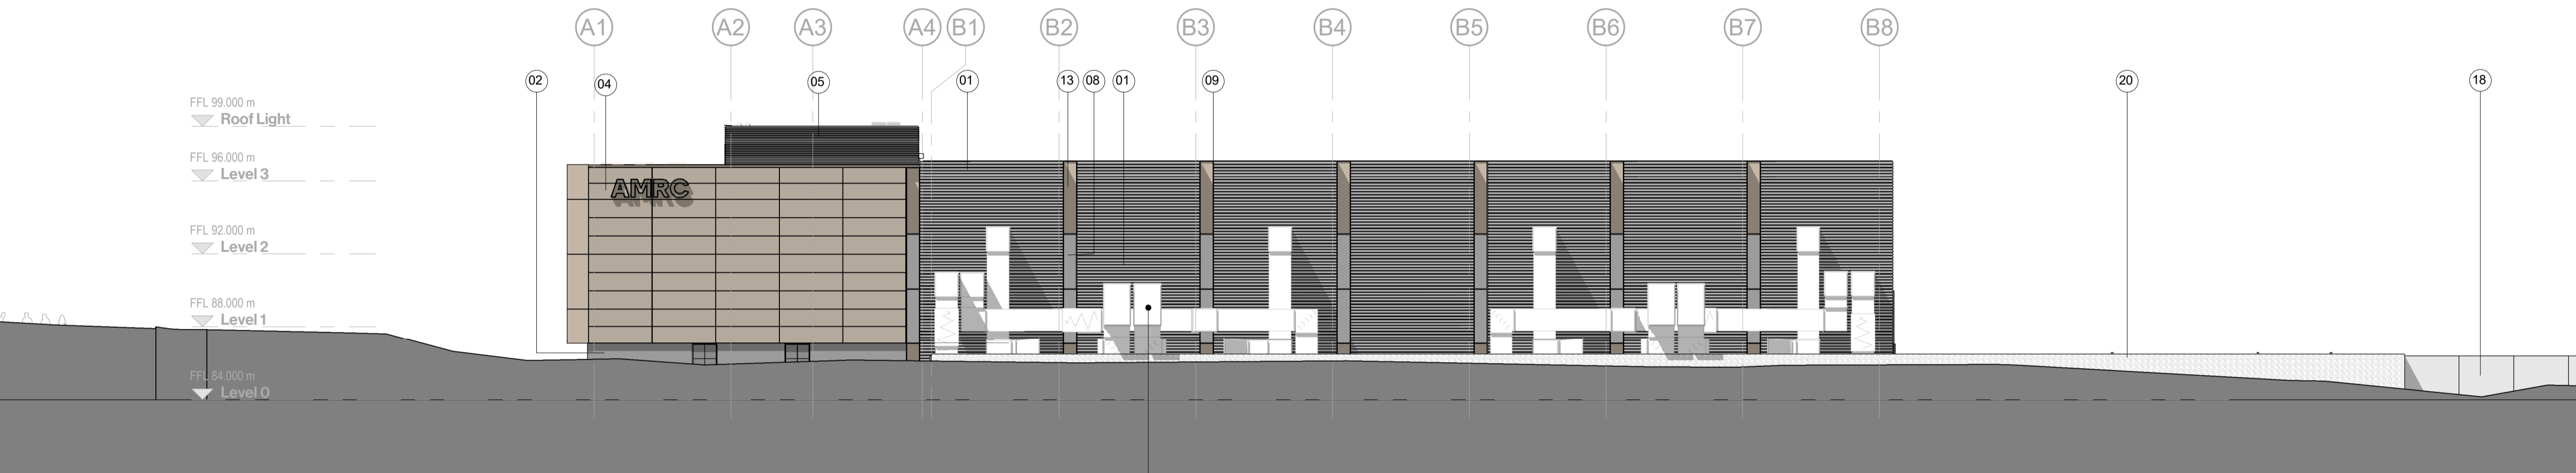 A1 A2 A3 A4 B1 B2 B3 B4 B5 B6 B7 B8
02 04 05 01 13 08 01 09 20 18
FFL 99.000 m
Roof Light
FFL 96.000 m
Level 3
AMRC
FFL 92.000 m
Level 2
FFL 88.000 m
Level 1
FFL 84.000 m
Level 0